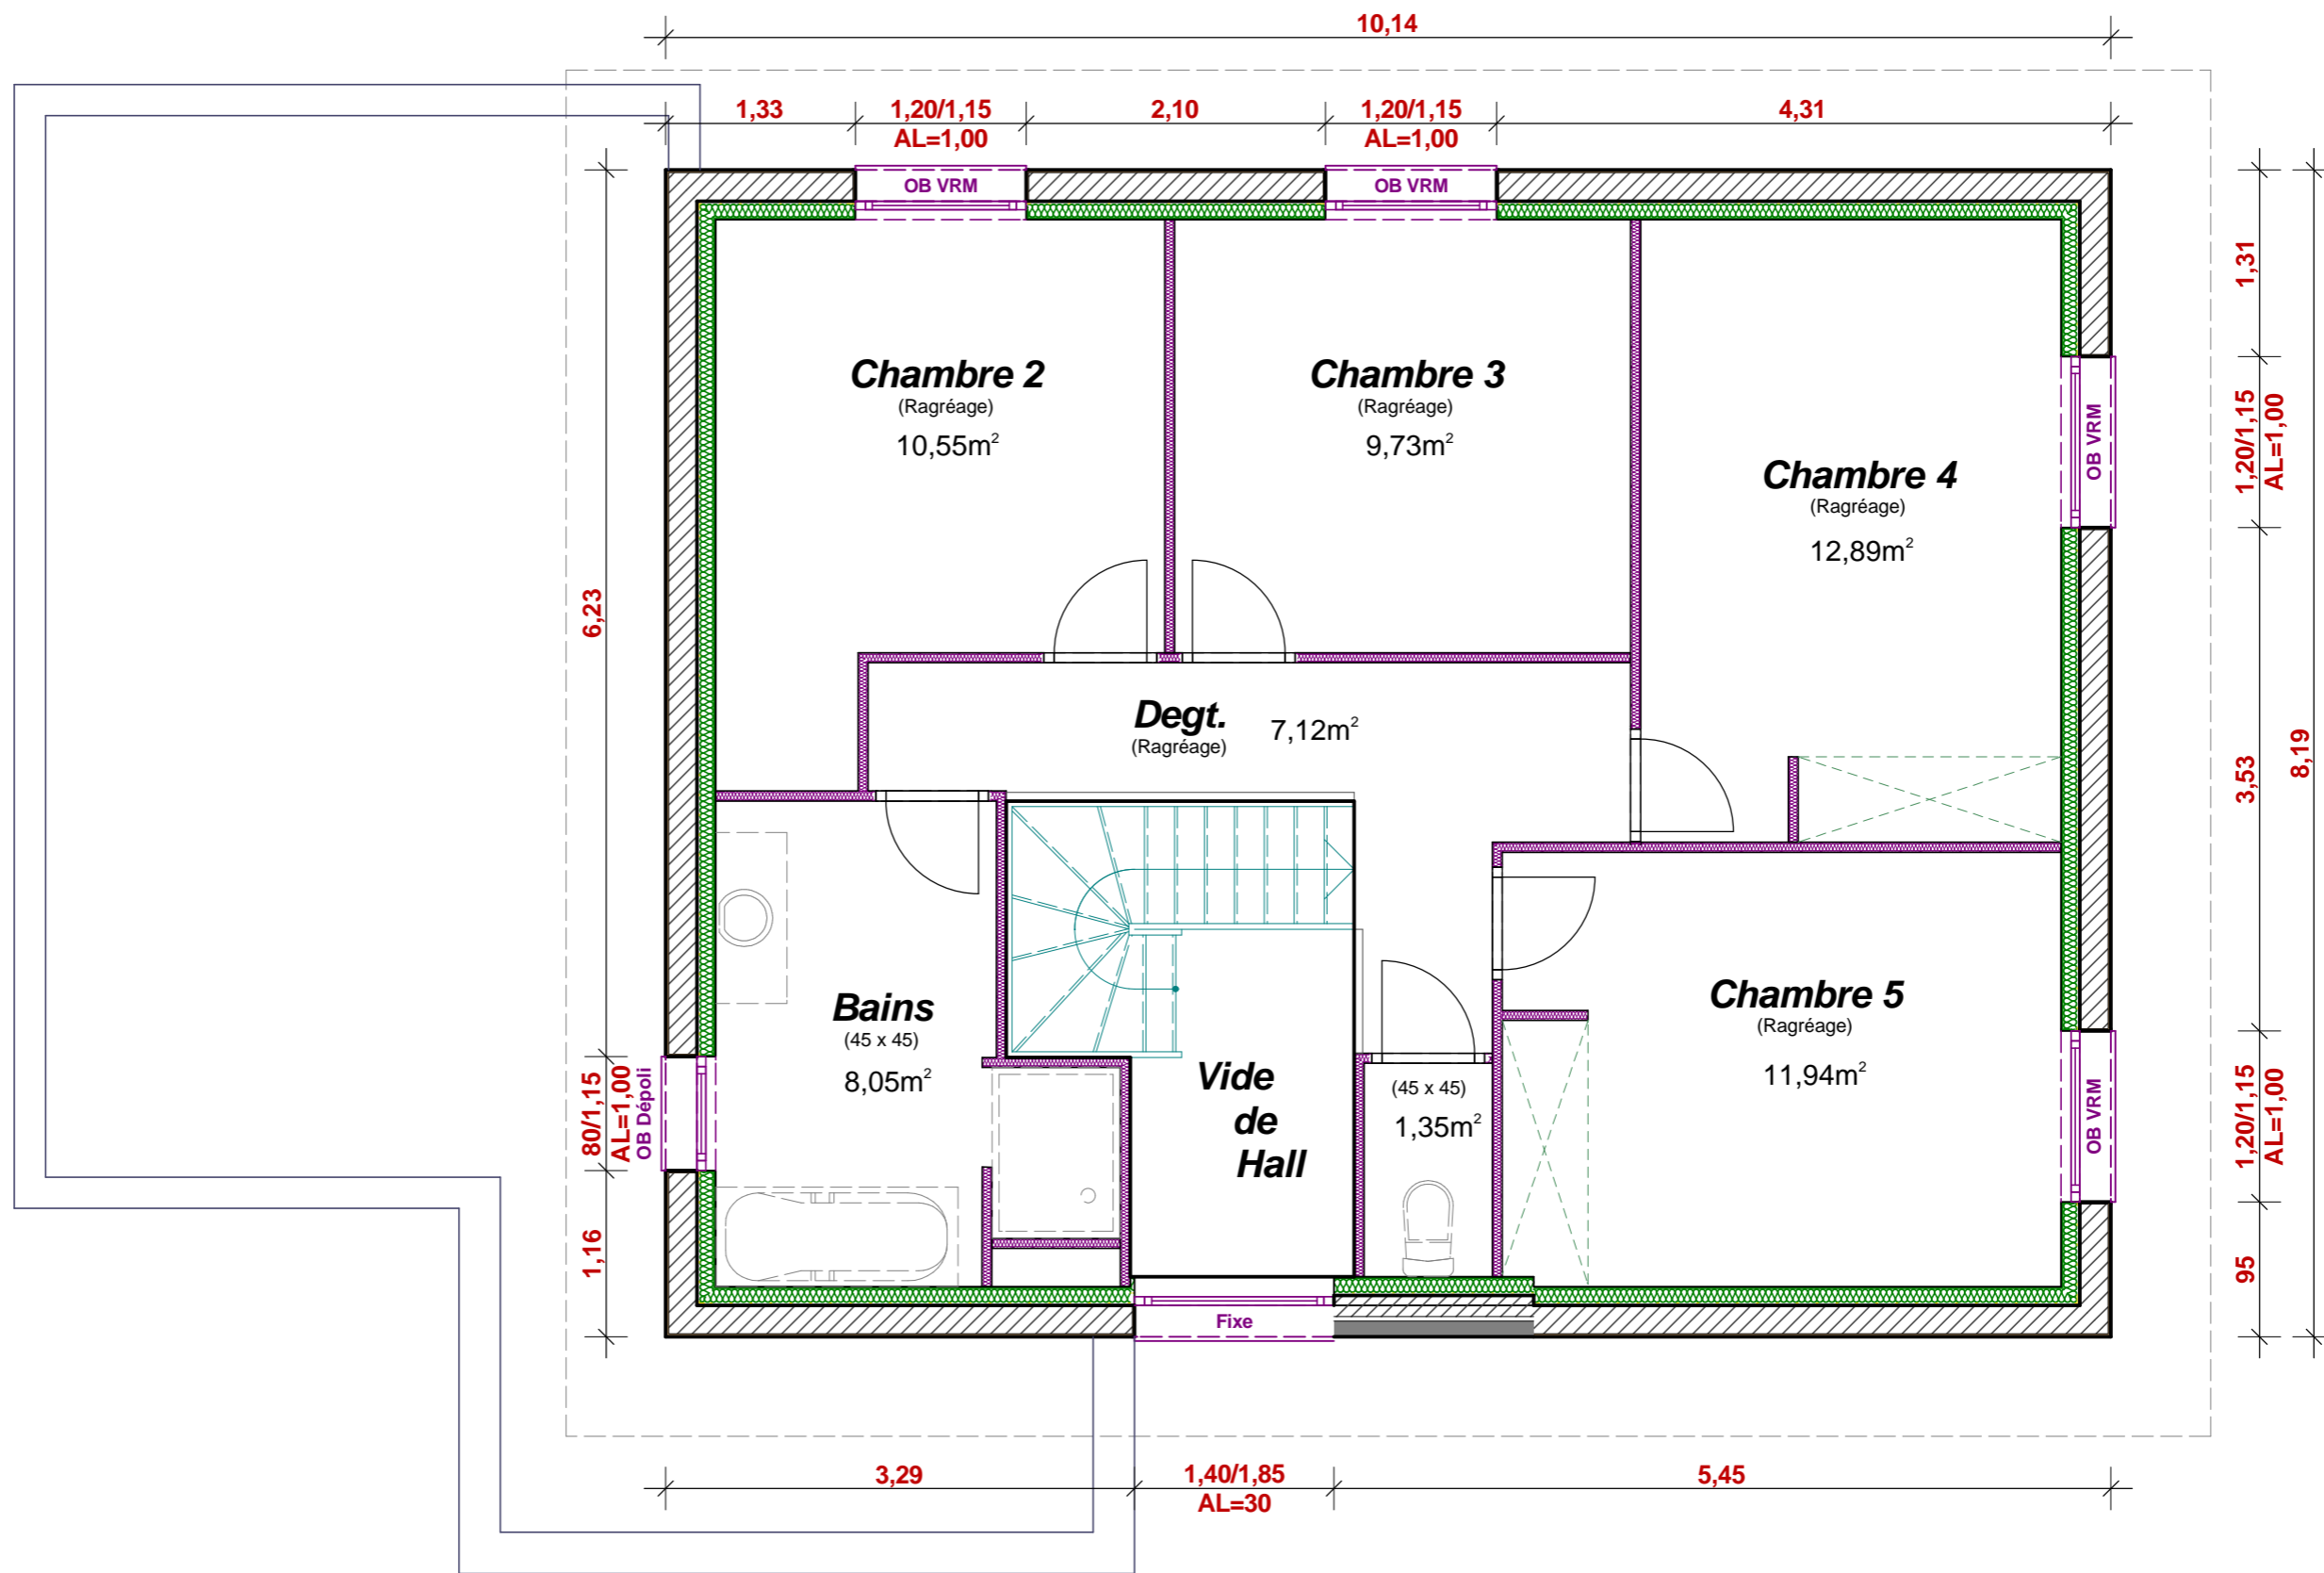 10,14
1,33
1,20/1,15
AL=1,00
2,10
1,20/1,15
AL=1,00
4,31
OB VRM
OB VRM
1,31
1,20/1,15
AL=1,00
OB VRM
Chambre 2
(Ragréage)
10,55m²
Chambre 3
(Ragréage)
9,73m²
Chambre 4
(Ragréage)
12,89m²
6,23
Degt.
(Ragréage)
7,12m²
3,53
8,19
Bains
(45 x 45)
8,05m²
Chambre 5
(Ragréage)
11,94m²
80/1,15
AL=1,00
OB Dépoli
Vide
de
Hall
(45 x 45)
1,35m²
OB VRM
1,20/1,15
AL=1,00
1,16
95
Fixe
3,29
1,40/1,85
AL=30
5,45